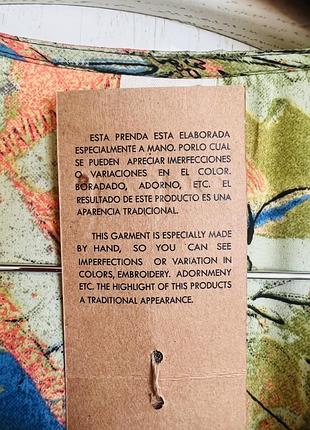 ESTA PRENDA ESTA ELABORADA
ESPECIALMENTE A MANO. PORLO CUAL
SE PUEDEN APRECIAR IMERFECCIONES
O VARIACIONES EN EL COLOR.
BORADADO, ADORNO, ETC. EL
RESULTADO DE ESTE PRODUCTO ES UNA
APARENCIA TRADICIONAL.
THIS GARMENT IS ESPECIALLY MADE
BY HAND, SO YOU CAN SEE
IMPERFECTIONS OR VARIATION IN
COLORS, EMBROIDERY. ADORNMENY
ETC. THE HIGHLIGHT OF THIS PRODUCTS
A TRADITIONAL APPEARANCE.